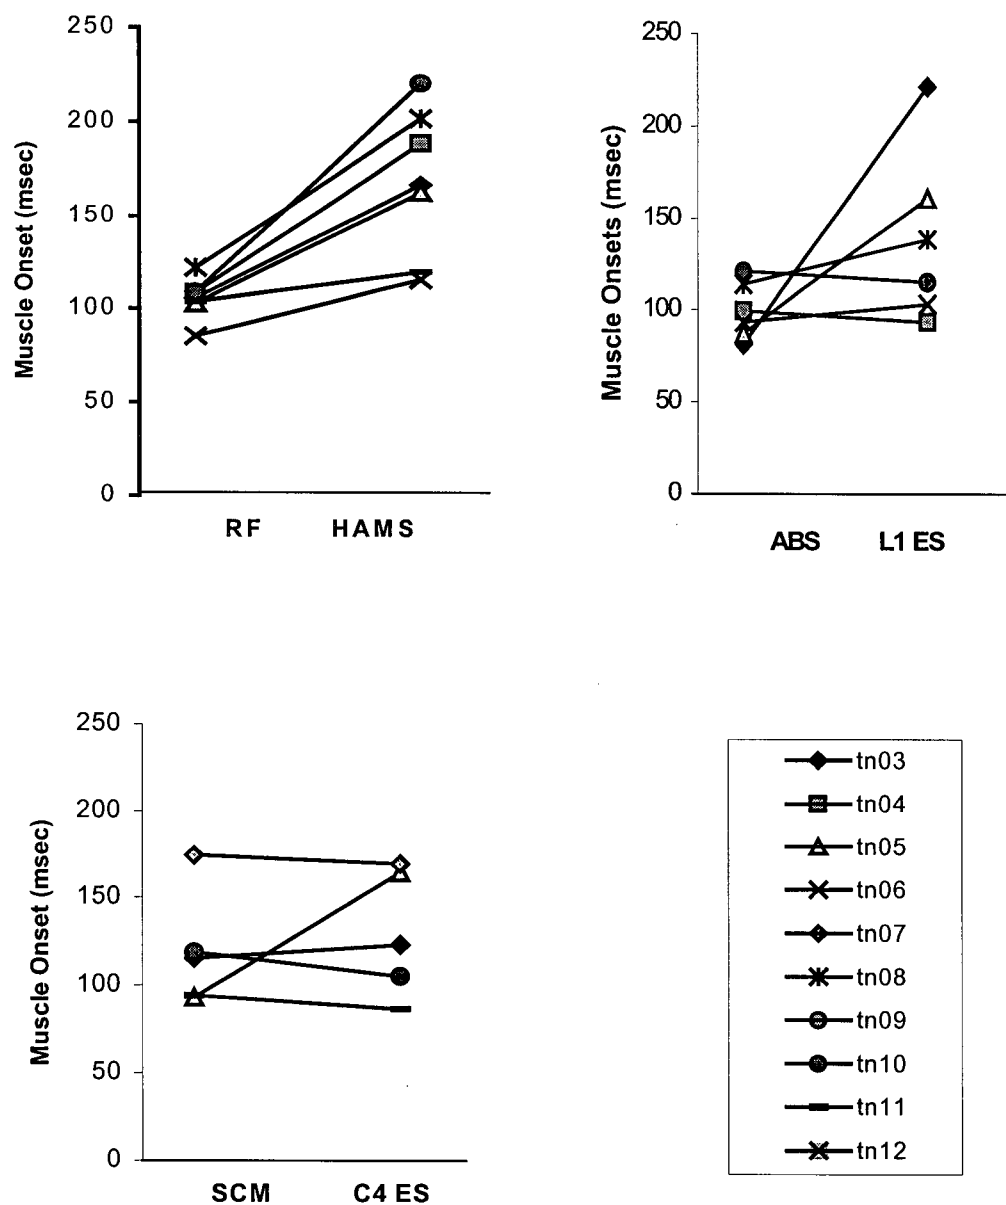 Muscle Onset (msec)
250
200
150
100
50
0
RF HAMS
Muscle Onsets (msec)
250
200
150
100
50
0
ABS L1 ES
Muscle Onset (msec)
250
200
150
100
50
0
SCM C4 ES
tn03
tn04
tn05
tn06
tn07
tn08
tn09
tn10
tn11
tn12